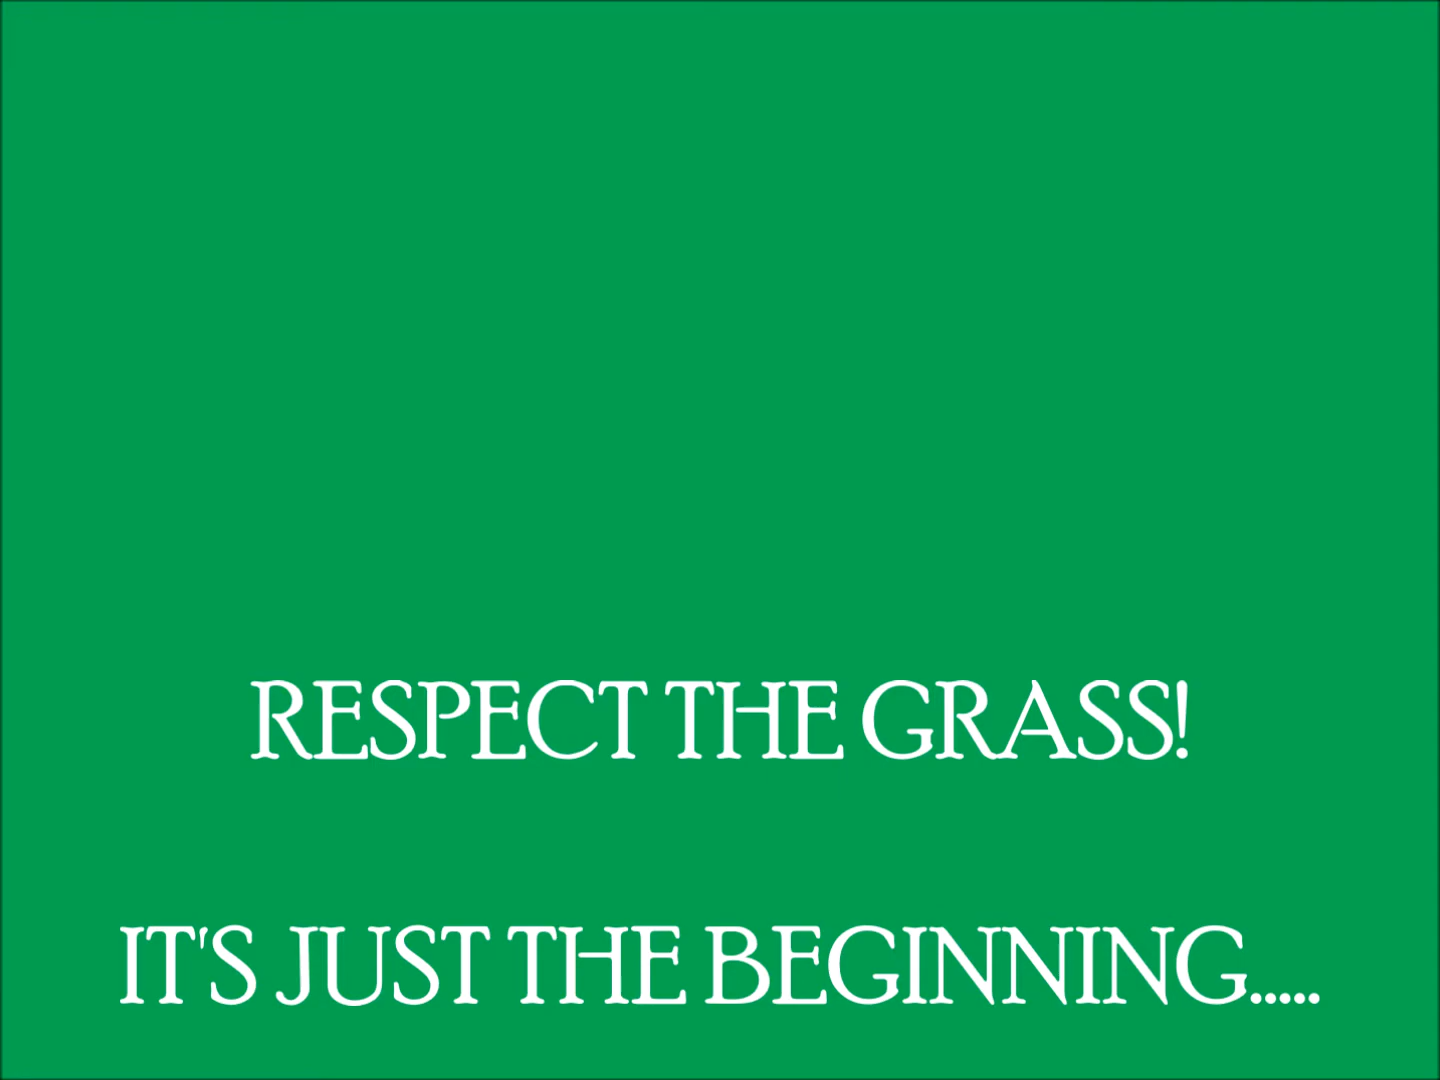 RESPECT THE GRASS!
IT'S JUST THE BEGINNING.....